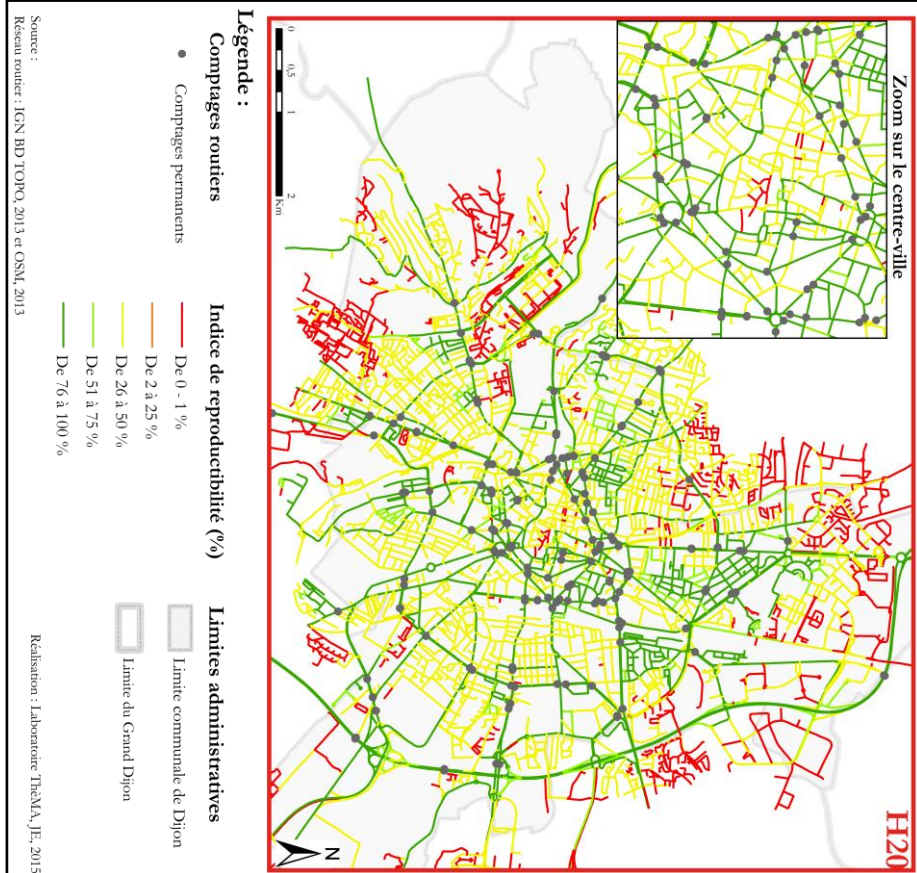 H20
Zoom sur le centre-ville
0 0,5 1 2
Km
N
Légende :
Comptages routiers
Comptages permanents
Indice de reproductibilité (%)
De 0 - 1 %
De 2 à 25 %
De 26 à 50 %
De 51 à 75 %
De 76 à 100 %
Limites administratives
Limite communale de Dijon
Limite du Grand Dijon
Source :
Réseau routier : IGN BD TOPO, 2013 et OSM, 2013
Réalisation : Laboratoire ThéMA, JE, 2015